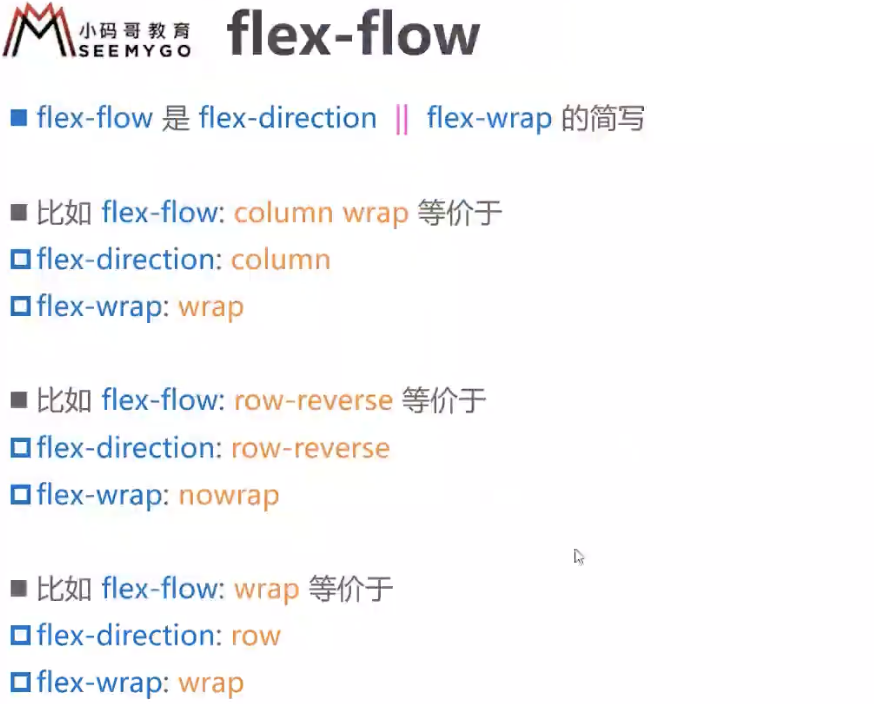 小码哥教育
SEEMYGO
flex-flow
flex-flow 是 flex-direction || flex-wrap 的简写
比如 flex-flow: column wrap 等价于
flex-direction: column
flex-wrap: wrap
比如 flex-flow: row-reverse 等价于
flex-direction: row-reverse
flex-wrap: nowrap
比如 flex-flow: wrap 等价于
flex-direction: row
flex-wrap: wrap